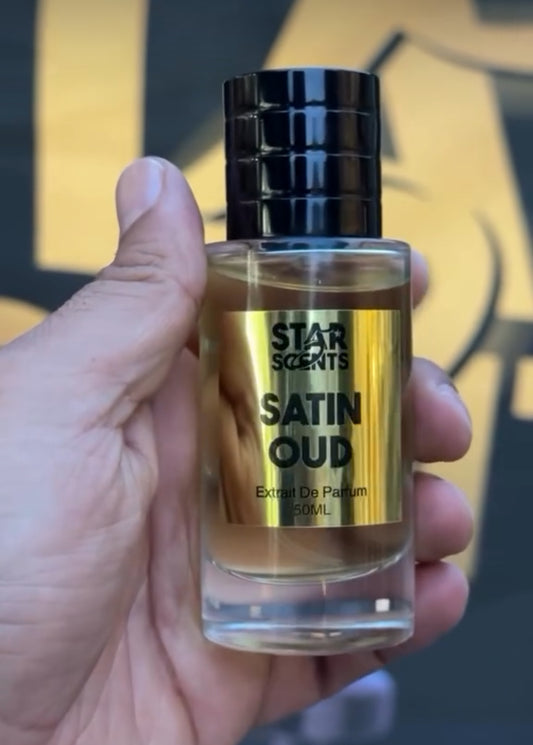 STAR
SCENTS
SATIN
OUD
Extrait De Parfum
50ML